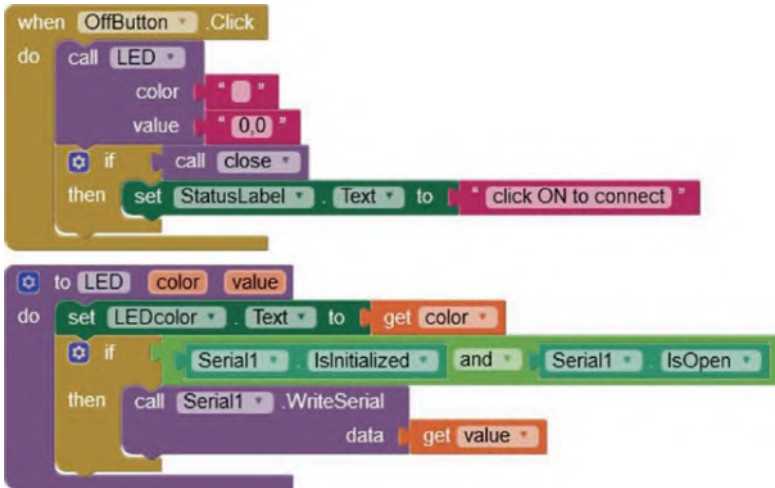 when OffButton .Click
do call LED
color " "
value " 0,0 "
if call close
then set StatusLabel . Text to " click ON to connect "
to LED color value
do set LEDcolor . Text to get color
if Serial1 . IsInitialized and Serial1 . IsOpen
then call Serial1 .WriteSerial
data get value